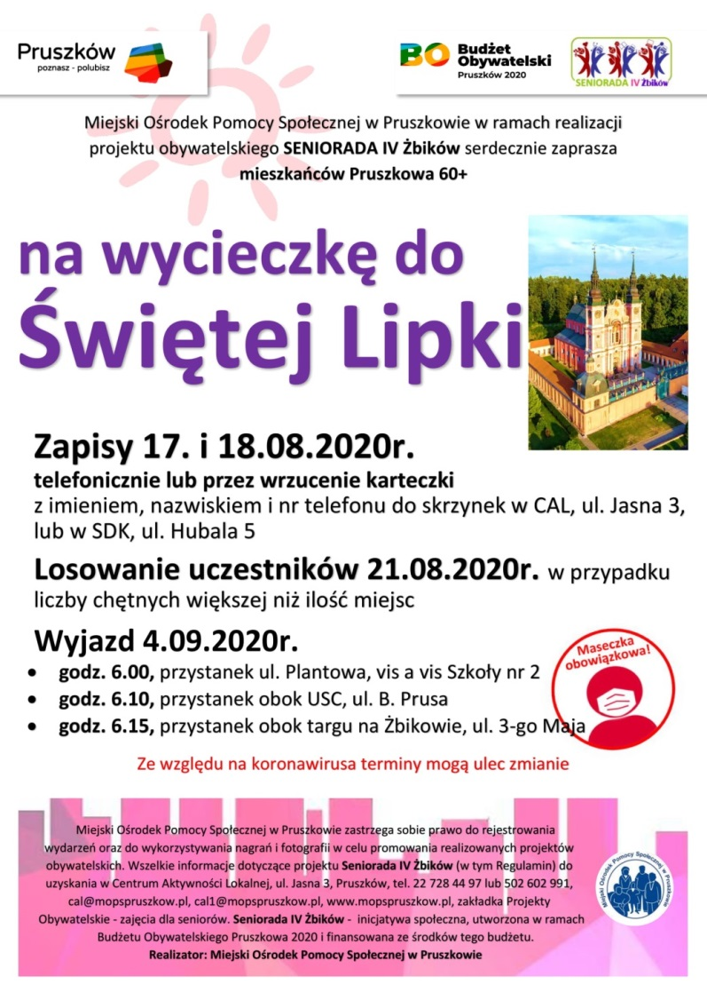 Pruszków
poznasz - polubisz
BO Budżet
Obywatelski
Pruszków 2020
SENIORADA IV Żbików
Miejski Ośrodek Pomocy Społecznej w Pruszkowie w ramach realizacji
projektu obywatelskiego SENIORADA IV Żbików serdecznie zaprasza
mieszkańców Pruszkowa 60+
na wycieczkę do
Świętej Lipki
Zapisy 17. i 18.08.2020r.
telefonicznie lub przez wrzucenie karteczki
z imieniem, nazwiskiem i nr telefonu do skrzynek w CAL, ul. Jasna 3,
lub w SDK, ul. Hubala 5
Losowanie uczestników 21.08.2020r. w przypadku
liczby chętnych większej niż ilość miejsc
Wyjazd 4.09.2020r.
• godz. 6.00, przystanek ul. Plantowa, vis a vis Szkoły nr 2
• godz. 6.10, przystanek obok USC, ul. B. Prusa
• godz. 6.15, przystanek obok targu na Żbikowie, ul. 3-go Maja
Maseczka
obowiązkowa!
Ze względu na koronawirusa terminy mogą ulec zmianie
Miejski Ośrodek Pomocy Społecznej w Pruszkowie zastrzega sobie prawo do rejestrowania
wydarzeń oraz do wykorzystywania nagrań i fotografii w celu promowania realizowanych projektów
obywatelskich. Wszelkie informacje dotyczące projektu Seniorada IV Żbików (w tym Regulamin) do
uzyskania w Centrum Aktywności Lokalnej, ul. Jasna 3, Pruszków, tel. 22 728 44 97 lub 502 602 991,
cal@mopspruszkow.pl, cal1@mopspruszkow.pl, www.mopspruszkow.pl, zakładka Projekty
Obywatelskie - zajęcia dla seniorów. Seniorada IV Żbików - inicjatywa społeczna, utworzona w ramach
Budżetu Obywatelskiego Pruszkowa 2020 i finansowana ze środków tego budżetu.
Realizator: Miejski Ośrodek Pomocy Społecznej w Pruszkowie
Miejski Ośrodek Pomocy Społecznej w Pruszkowie